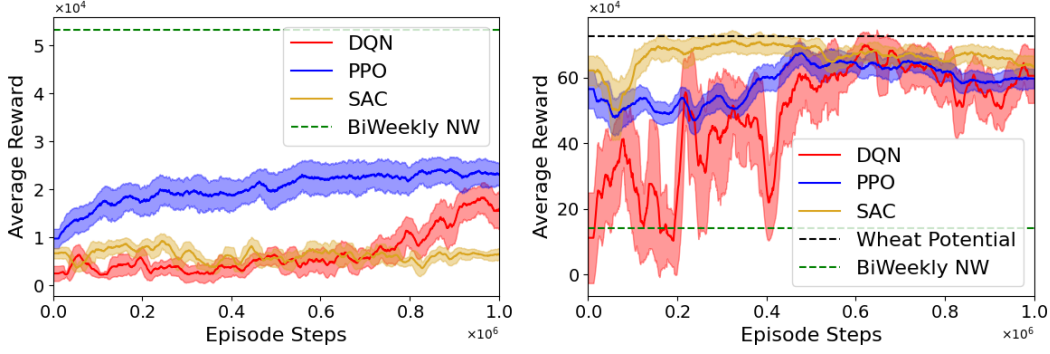 ×10⁴
Average Reward
5
4
3
2
1
0
DQN
PPO
SAC
BiWeekly NW
0.0
0.2
0.4
0.6
0.8
1.0
Episode Steps
×10⁶
×10⁴
Average Reward
60
40
20
0
DQN
PPO
SAC
Wheat Potential
BiWeekly NW
0.0
0.2
0.4
0.6
0.8
1.0
Episode Steps
×10⁶